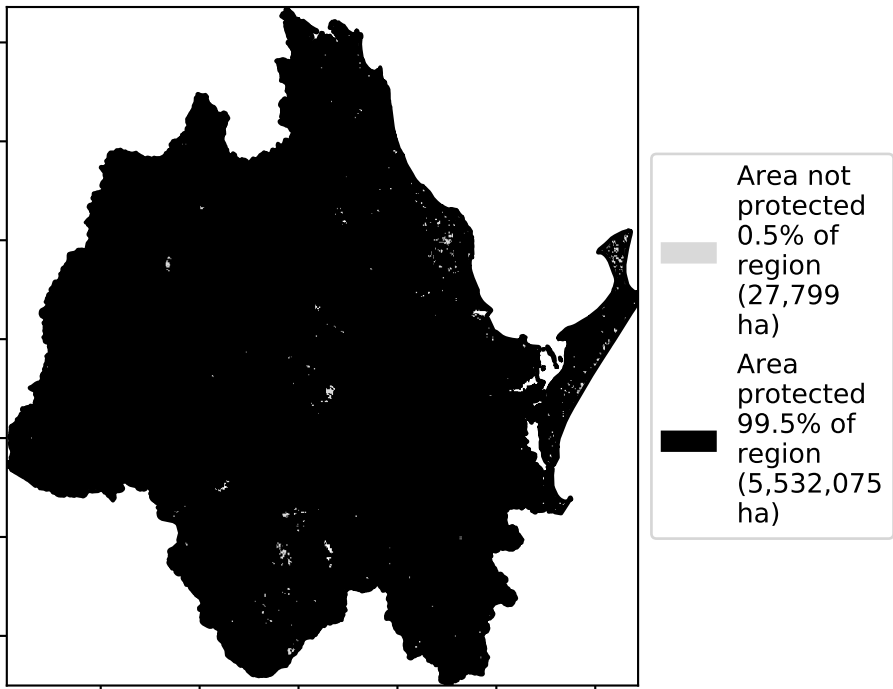 Area not
protected
0.5% of
region
(27,799
ha)
Area
protected
99.5% of
region
(5,532,075
ha)